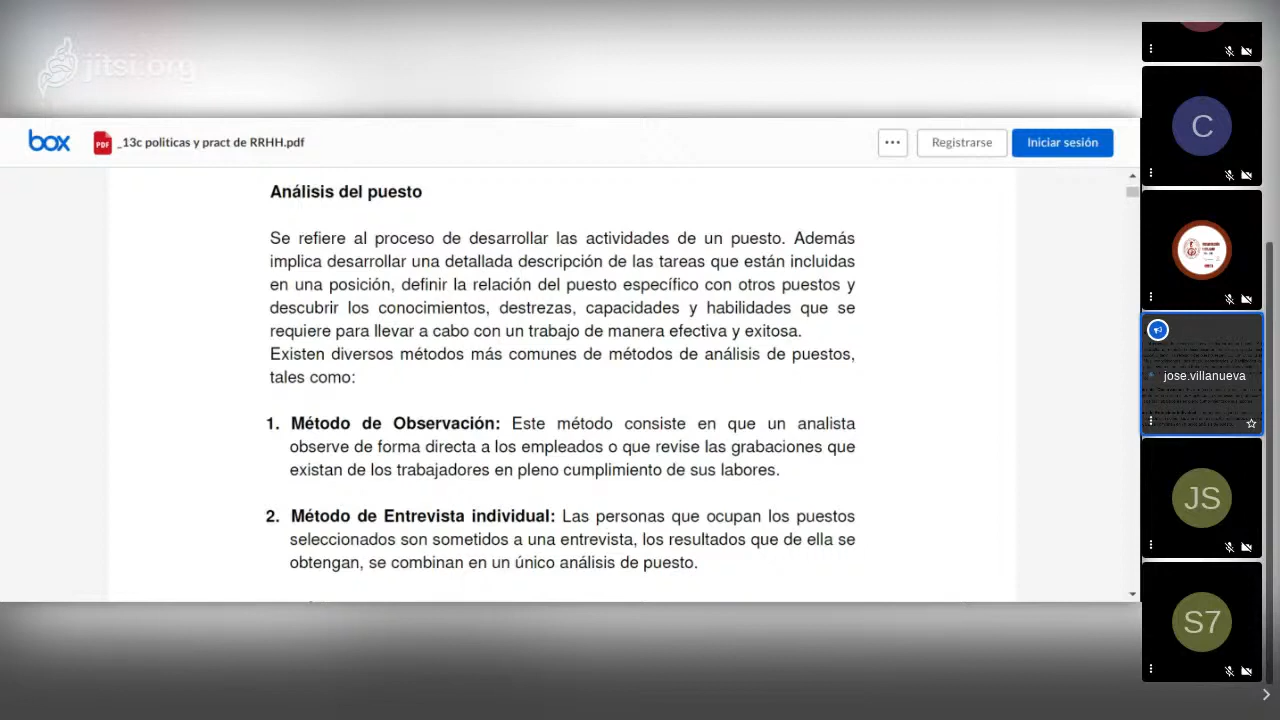 jitsi.org
box
PDF
_13c politicas y pract de RRHH.pdf
Registrarse
Iniciar sesión
Análisis del puesto
Se refiere al proceso de desarrollar las actividades de un puesto. Además
implica desarrollar una detallada descripción de las tareas que están incluidas
en una posición, definir la relación del puesto específico con otros puestos y
descubrir los conocimientos, destrezas, capacidades y habilidades que se
requiere para llevar a cabo con un trabajo de manera efectiva y exitosa.
Existen diversos métodos más comunes de métodos de análisis de puestos,
tales como:
1. Método de Observación: Este método consiste en que un analista
observe de forma directa a los empleados o que revise las grabaciones que
existan de los trabajadores en pleno cumplimiento de sus labores.
2. Método de Entrevista individual: Las personas que ocupan los puestos
seleccionados son sometidos a una entrevista, los resultados que de ella se
obtengan, se combinan en un único análisis de puesto.
C
jose.villanueva
JS
S7